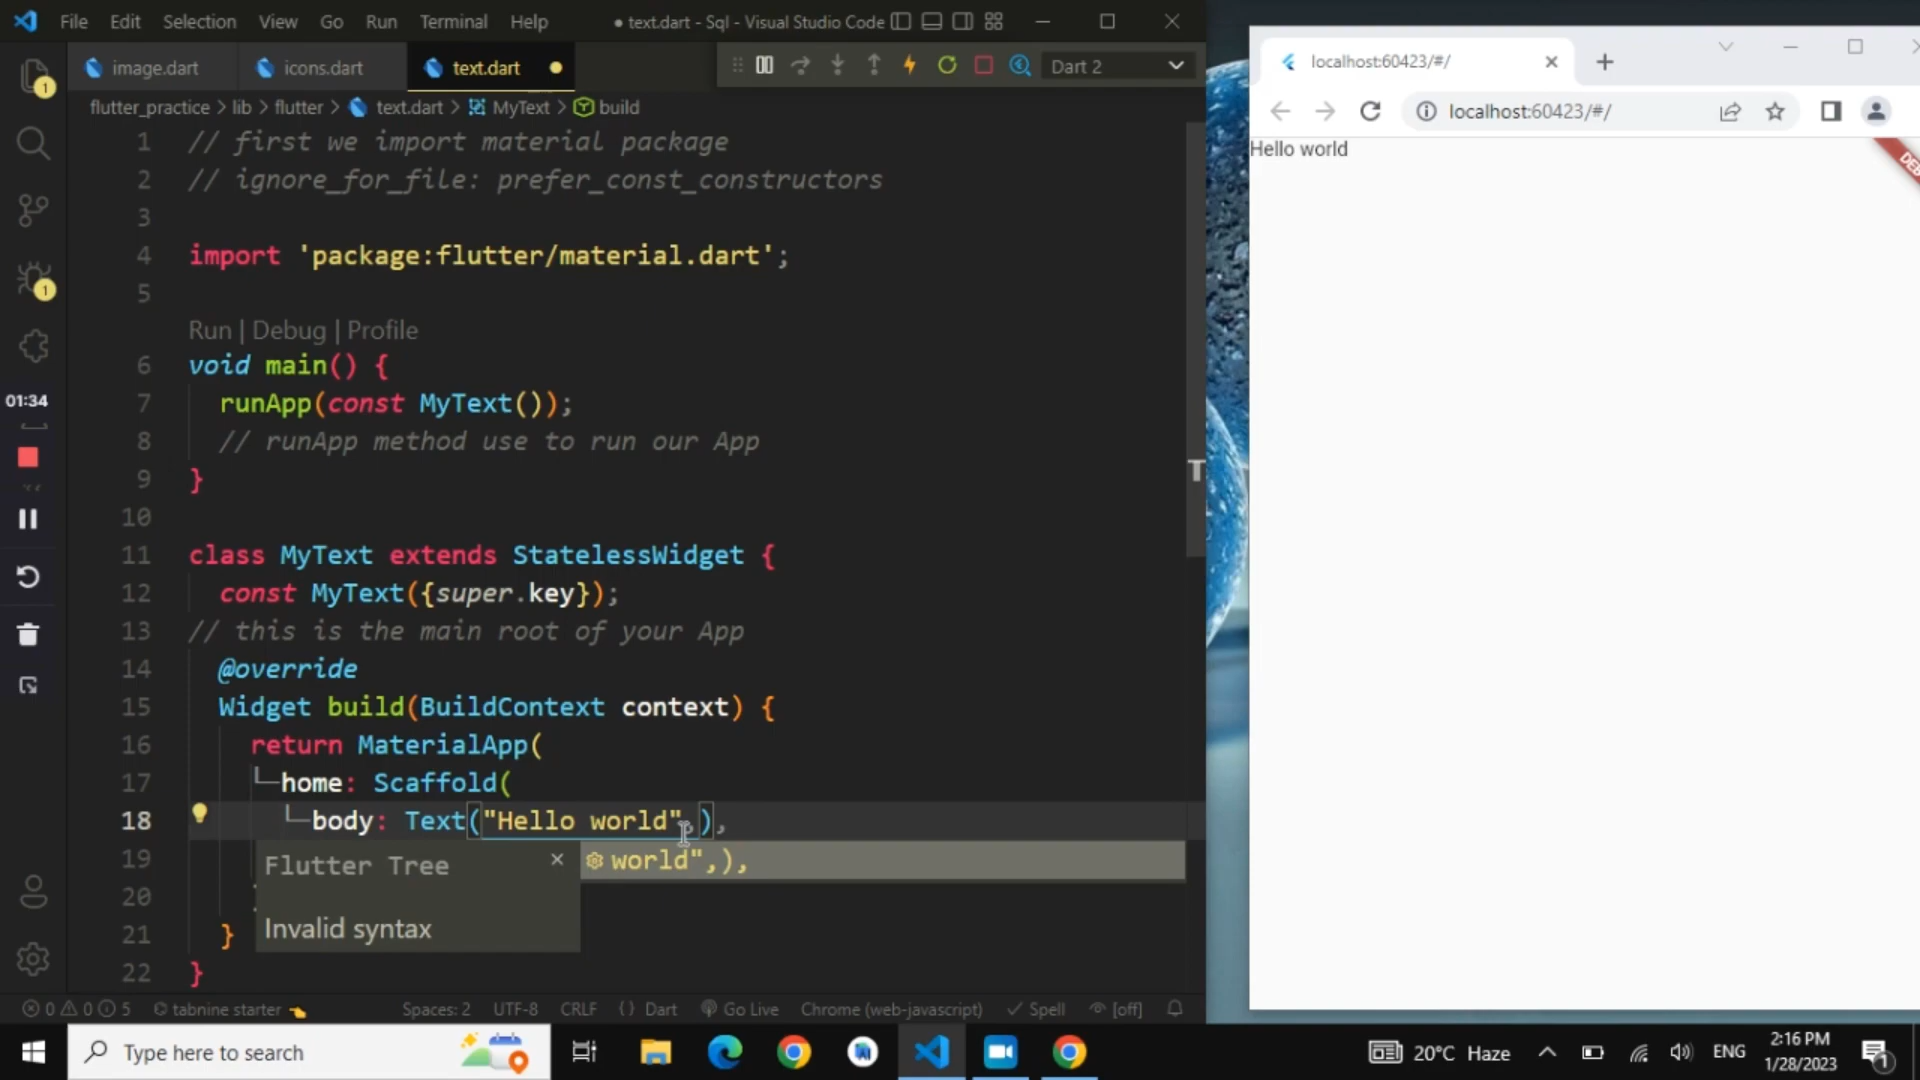 File Edit Selection View Go Run Terminal Help ● text.dart - Sql - Visual Studio Code
image.dart icons.dart text.dart Dart 2
flutter_practice > lib > flutter > text.dart > MyText > build
1 // first we import material package
2 // ignore_for_file: prefer_const_constructors
3
4 import 'package:flutter/material.dart';
5
Run | Debug | Profile
6 void main() {
7 runApp(const MyText());
8 // runApp method use to run our App
9 }
10
11 class MyText extends StatelessWidget {
12 const MyText({super.key});
13 // this is the main root of your App
14 @override
15 Widget build(BuildContext context) {
16 return MaterialApp(
17 home: Scaffold(
18 body: Text("Hello world",),
19 Flutter Tree × world",),
20
Invalid syntax
21 }
22 }
1
1
01:34
0 0 5 tabnine starter Spaces: 2 UTF-8 CRLF {} Dart Go Live Chrome (web-javascript) Spell [off]
localhost:60423/#/
localhost:60423/#/
Hello world
DEB
T
Type here to search 20°C Haze ENG 2:16 PM
1/28/2023
1